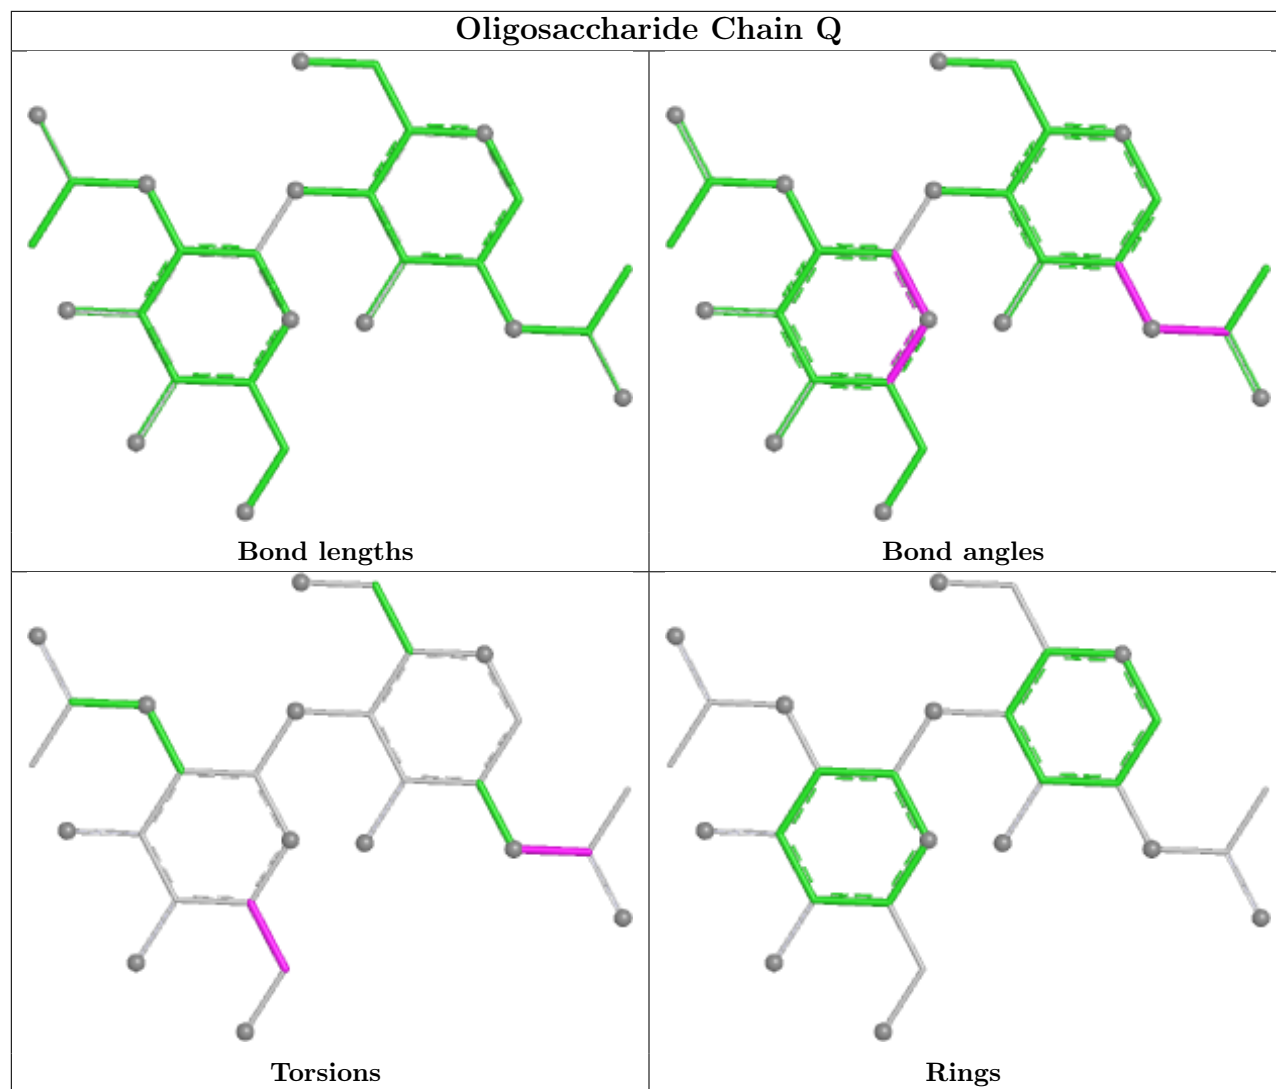 Oligosaccharide Chain Q
Bond lengths
Bond angles
Torsions
Rings